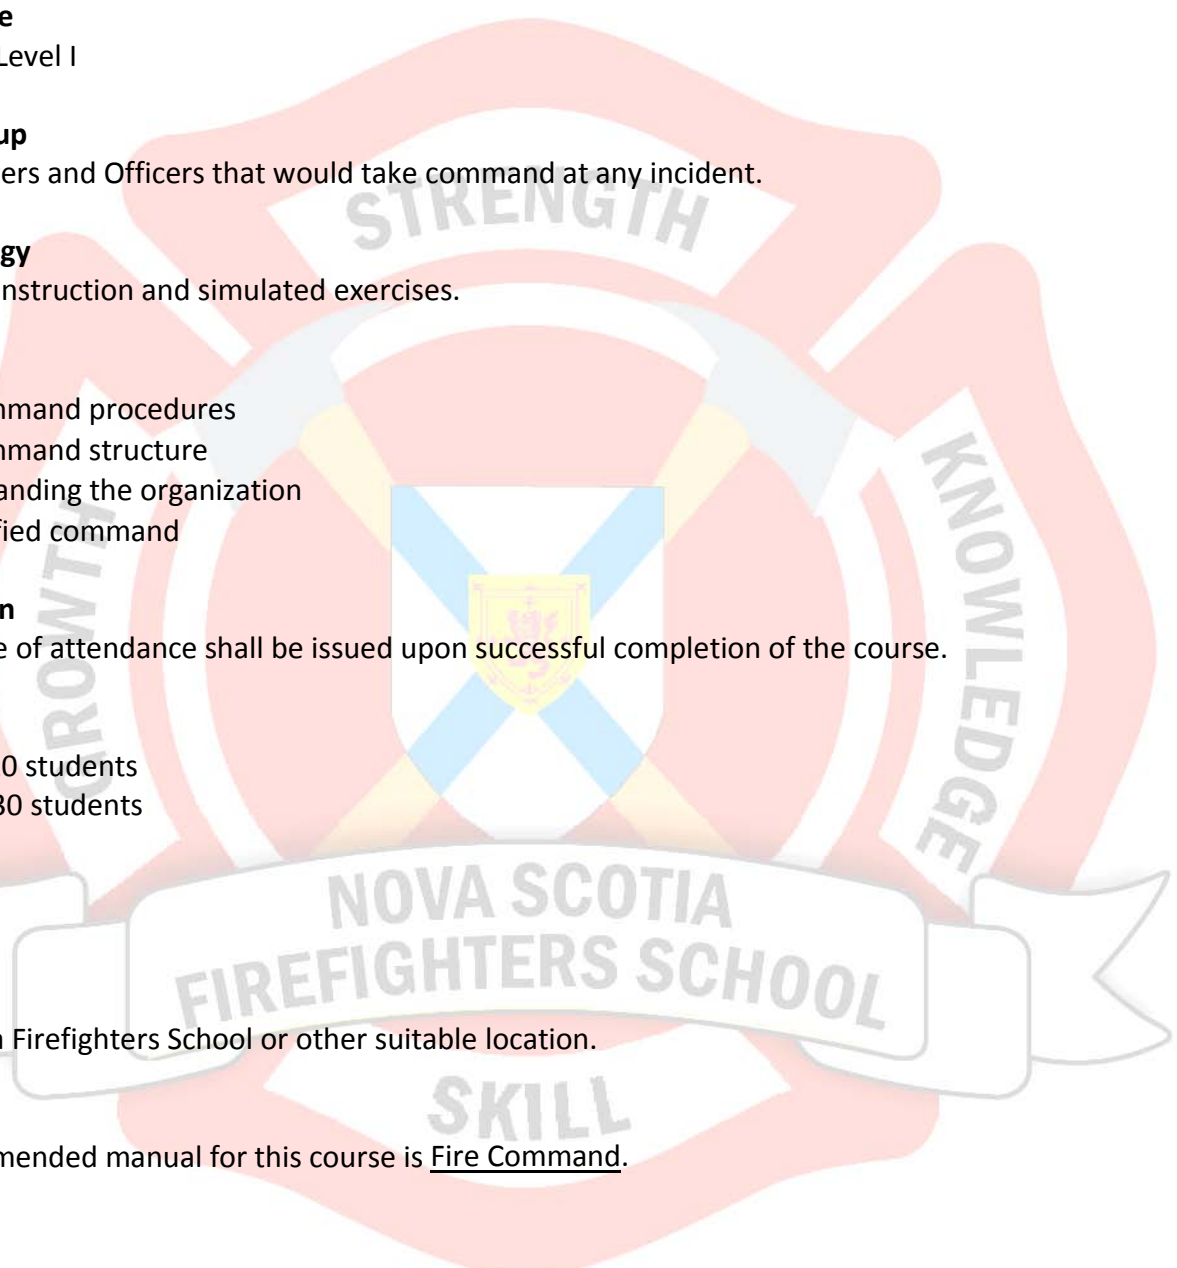 e
Level I
up
ers and Officers that would take command at any incident.
gy
nstruction and simulated exercises.
mmand procedures
mmand structure
anding the organization
fied command
n
e of attendance shall be issued upon successful completion of the course.
0 students
30 students
n Firefighters School or other suitable location.
mended manual for this course is Fire Command.
STRENGTH
GROWTH
KNOWLEDGE
NOVA SCOTIA
FIREFIGHTERS SCHOOL
SKILL